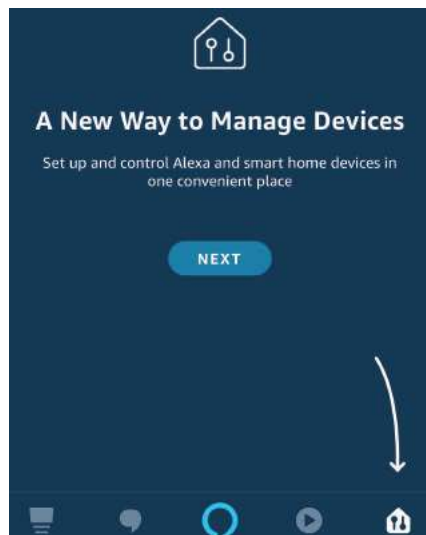 A New Way to Manage Devices
Set up and control Alexa and smart home devices in
one convenient place
NEXT